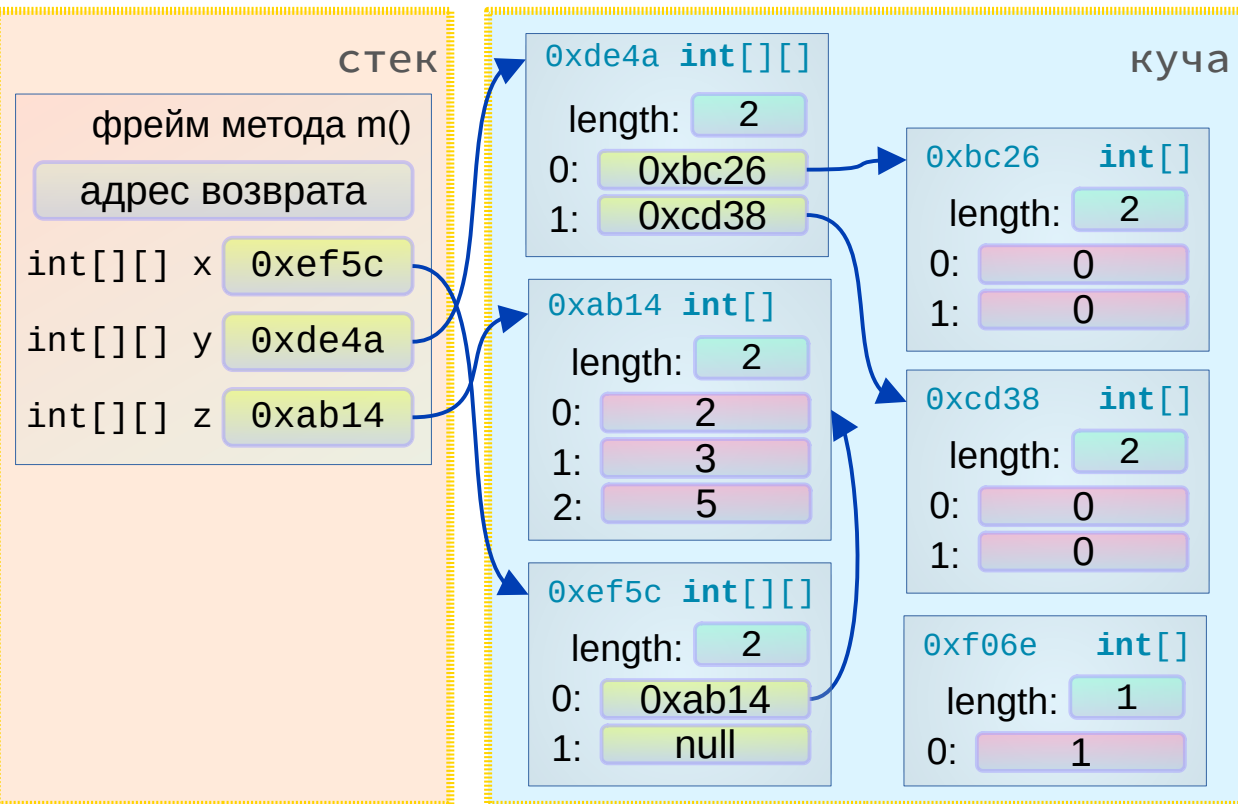 стек
фрейм метода m()
адрес возврата
int[][] x 0xef5c
int[][] y 0xde4a
int[][] z 0xab14
куча
0xde4a int[][]
length: 2
0: 0xbc26
1: 0xcd38
0xab14 int[]
length: 2
0: 2
1: 3
2: 5
0xef5c int[][]
length: 2
0: 0xab14
1: null
0xbc26 int[]
length: 2
0: 0
1: 0
0xcd38 int[]
length: 2
0: 0
1: 0
0xf06e int[]
length: 1
0: 1